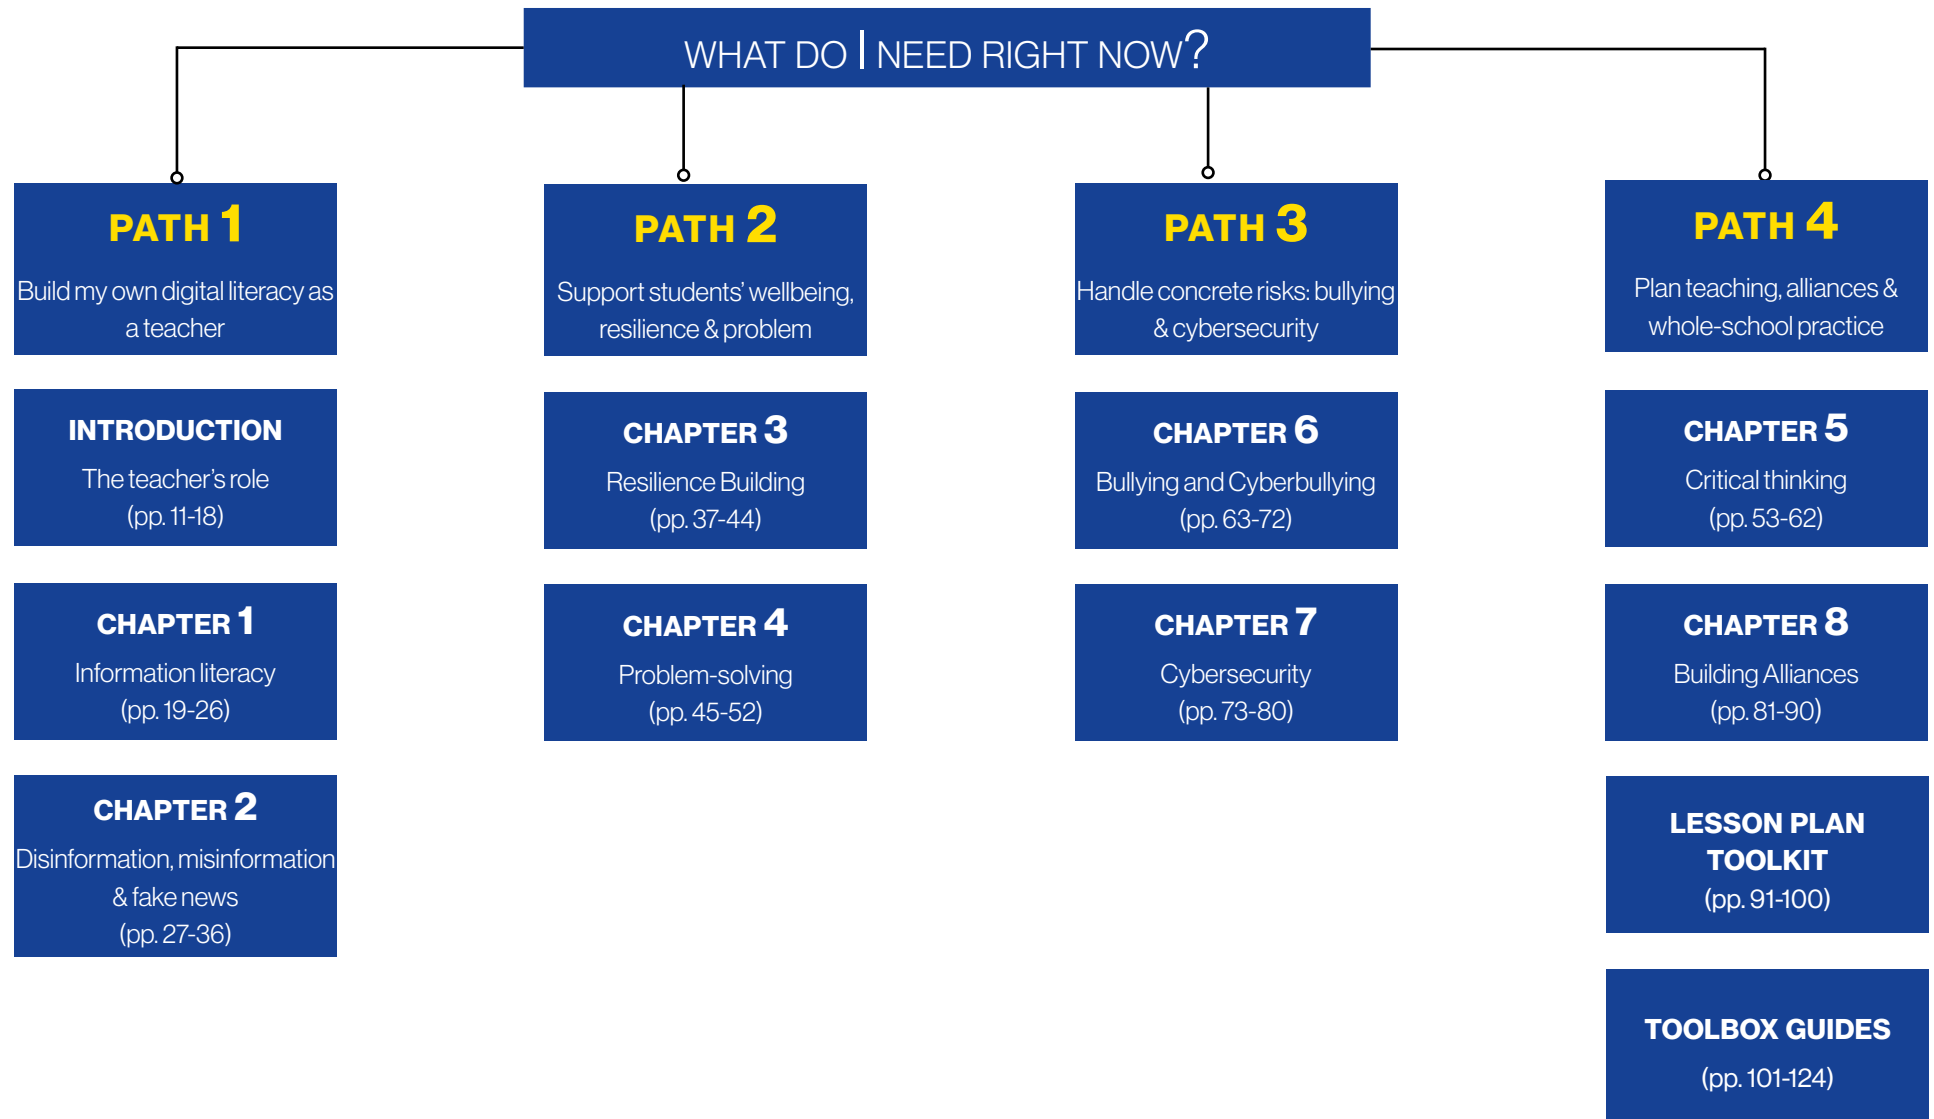 WHAT DO I NEED RIGHT NOW?
PATH 1
Build my own digital literacy as
a teacher
INTRODUCTION
The teacher's role
(pp. 11-18)
CHAPTER 1
Information literacy
(pp. 19-26)
CHAPTER 2
Disinformation, misinformation
& fake news
(pp. 27-36)
PATH 2
Support students' wellbeing,
resilience & problem
CHAPTER 3
Resilience Building
(pp. 37-44)
CHAPTER 4
Problem-solving
(pp. 45-52)
PATH 3
Handle concrete risks: bullying
& cybersecurity
CHAPTER 6
Bullying and Cyberbullying
(pp. 63-72)
CHAPTER 7
Cybersecurity
(pp. 73-80)
PATH 4
Plan teaching, alliances &
whole-school practice
CHAPTER 5
Critical thinking
(pp. 53-62)
CHAPTER 8
Building Alliances
(pp. 81-90)
LESSON PLAN
TOOLKIT
(pp. 91-100)
TOOLBOX GUIDES
(pp. 101-124)